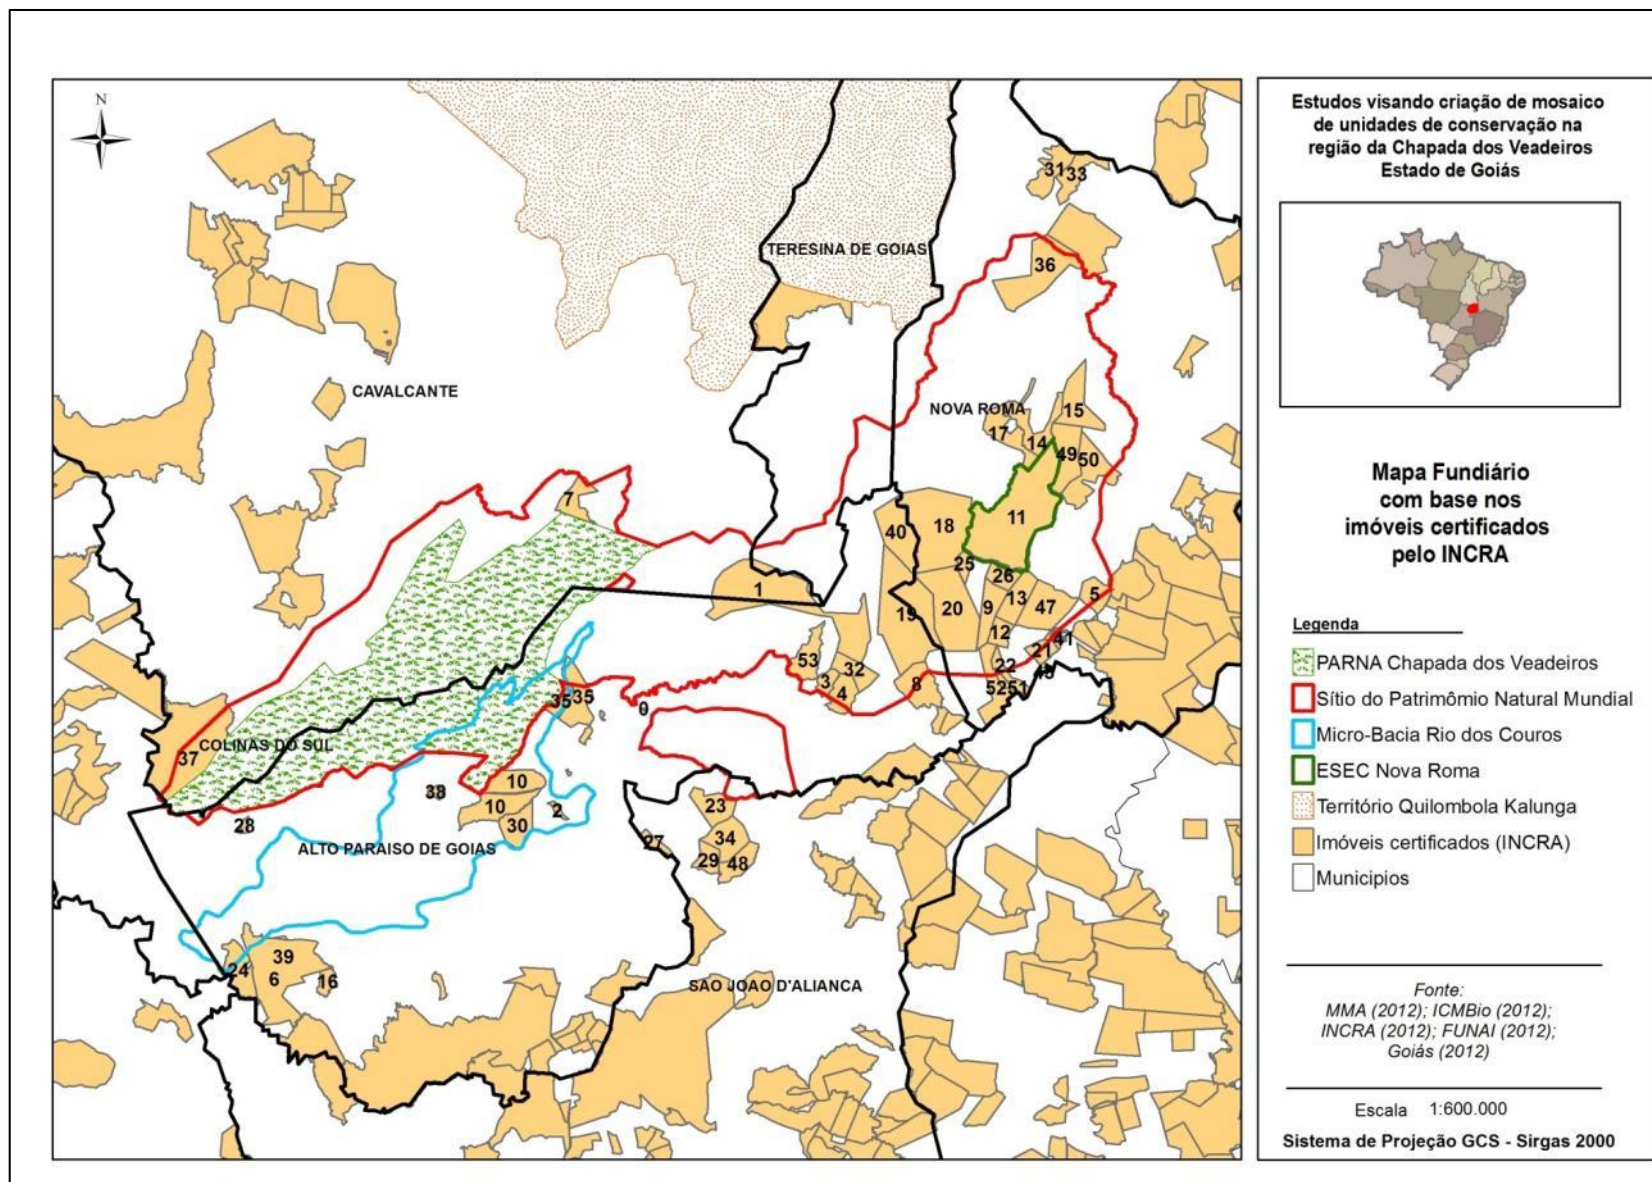 N
31
33
TERESINA DE GOIAS
36
CAVALCANTE
NOVA ROMA
15
17
14
49
50
7
18
11
40
25
26
1
5
19
20
9
13
47
12
41
21
53
32
22
3
4
8
52
51
35
35
0
COLINAS DO SUL
37
10
38
10
2
23
28
30
27
34
ALTO PARAISO DE GOIAS
29
48
39
24
6
16
SAO JOAO D'ALIANCA
Estudos visando criação de mosaico
de unidades de conservação na
região da Chapada dos Veadeiros
Estado de Goiás
Mapa Fundiário
com base nos
imóveis certificados
pelo INCRA
Legenda
PARNA Chapada dos Veadeiros
Sítio do Patrimômio Natural Mundial
Micro-Bacia Rio dos Couros
ESEC Nova Roma
Território Quilombola Kalunga
Imóveis certificados (INCRA)
Municipios
Fonte:
MMA (2012); ICMBio (2012);
INCRA (2012); FUNAI (2012);
Goiás (2012)
Escala 1:600.000
Sistema de Projeção GCS - Sirgas 2000